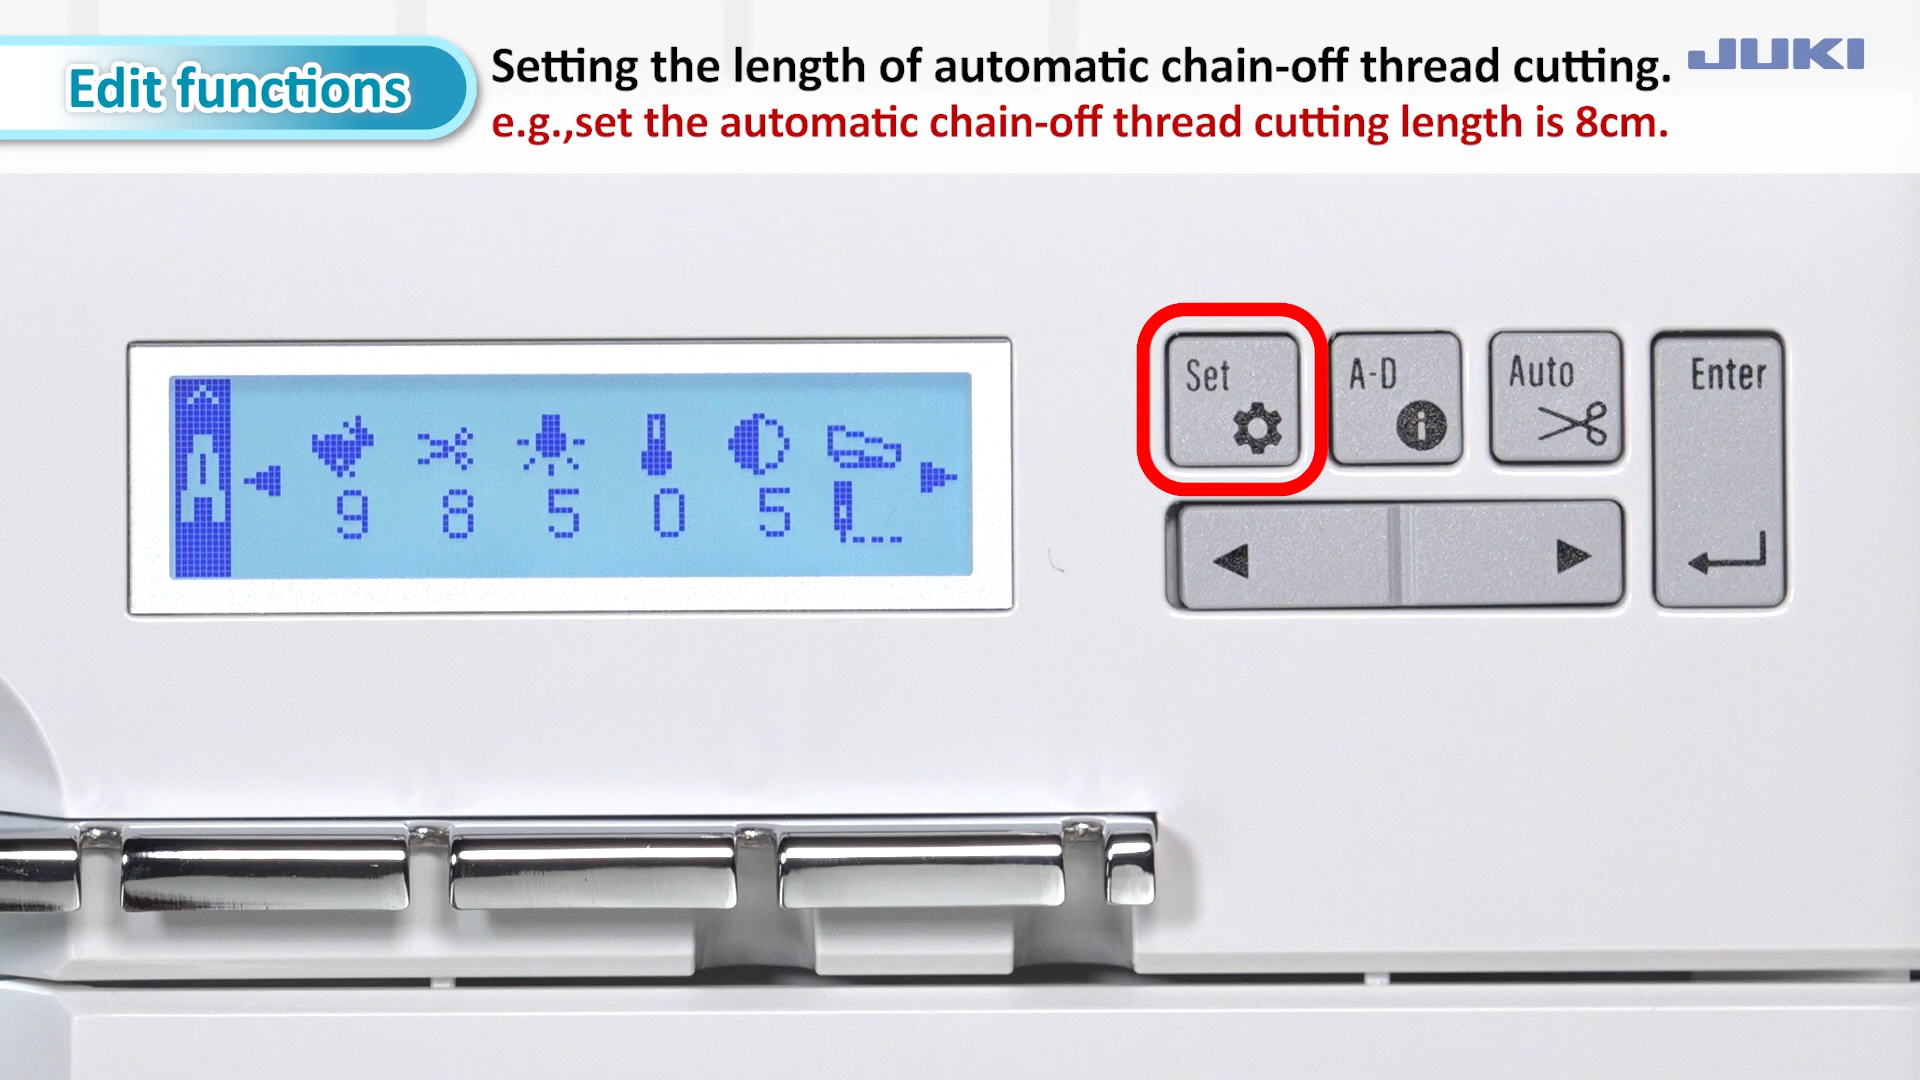 Edit functions
Setting the length of automatic chain-off thread cutting.
e.g.,set the automatic chain-off thread cutting length is 8cm.
JUKI
9 8 5 0 5
Set
A-D
Auto
Enter